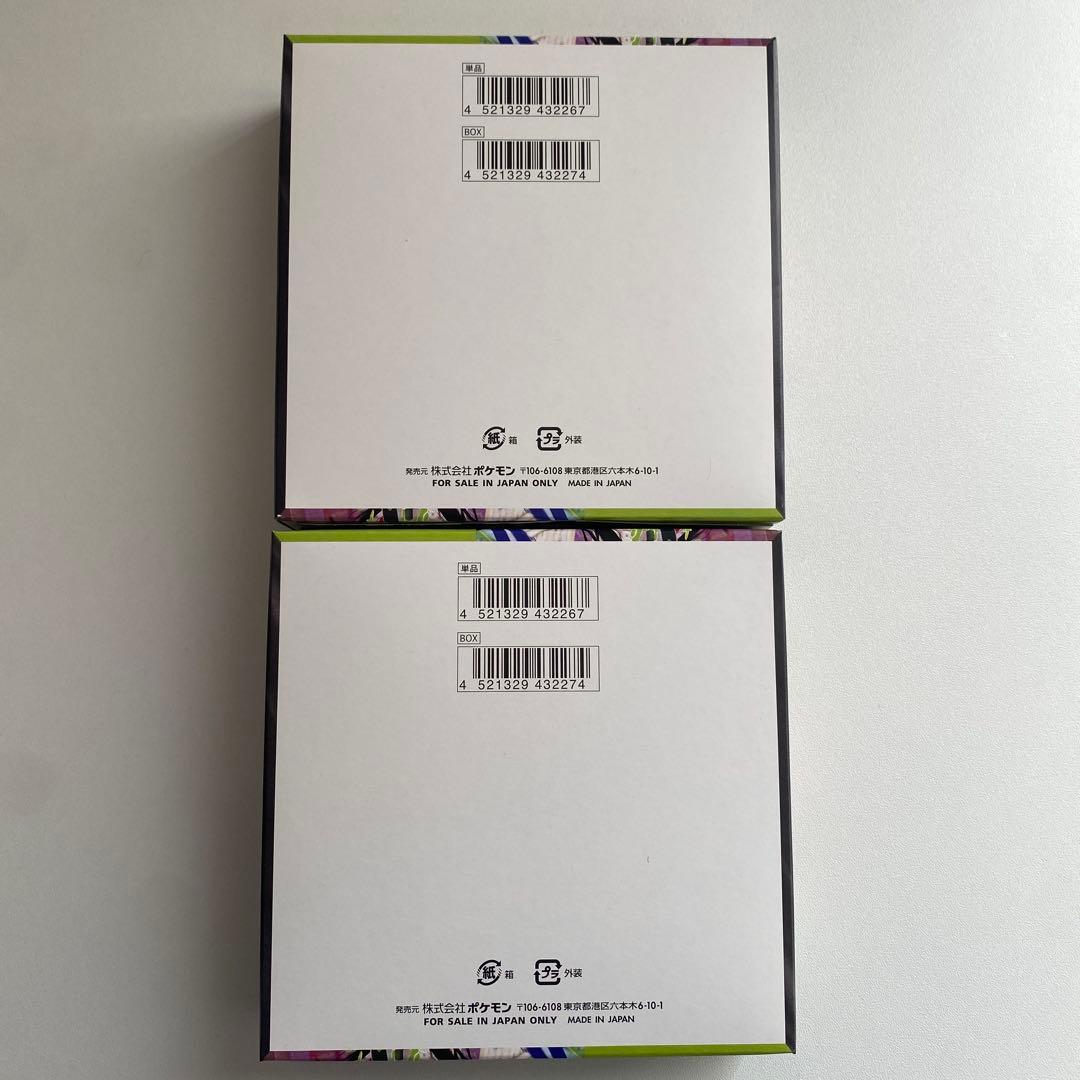 単品
4 521329 432267
BOX
4 521329 432274
紙 箱 プラ 外装
発売元 株式会社ポケモン 〒106-6108 東京都港区六本木6-10-1
FOR SALE IN JAPAN ONLY MADE IN JAPAN
単品
4 521329 432267
BOX
4 521329 432274
紙 箱 プラ 外装
発売元 株式会社ポケモン 〒106-6108 東京都港区六本木6-10-1
FOR SALE IN JAPAN ONLY MADE IN JAPAN